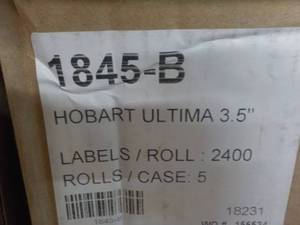 1845-B
HOBART ULTIMA 3.5"
LABELS / ROLL : 2400
ROLLS / CASE: 5
18231